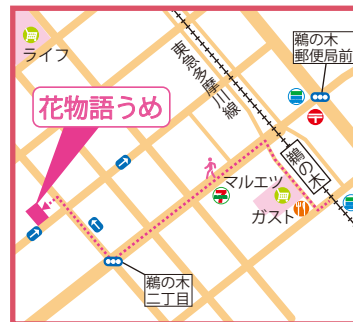 ライフ
東急多摩川線
鵜の木
郵便局前
花物語うめ
鵜の木
マルエツ
7
ガスト
鵜の木
二丁目